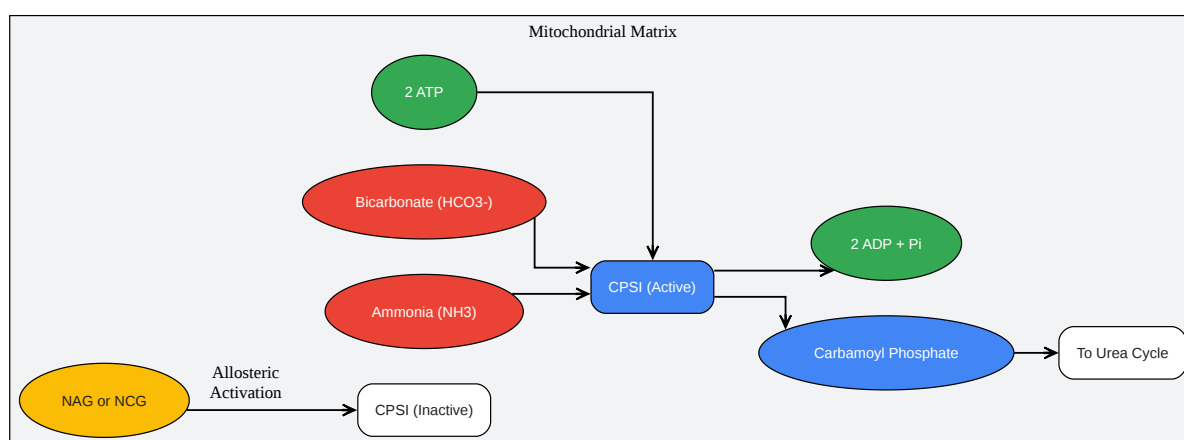 Mitochondrial Matrix
2 ATP
Bicarbonate (HCO3-)
2 ADP + Pi
CPSI (Active)
Ammonia (NH3)
Carbamoyl Phosphate
To Urea Cycle
Allosteric
Activation
NAG or NCG
CPSI (Inactive)